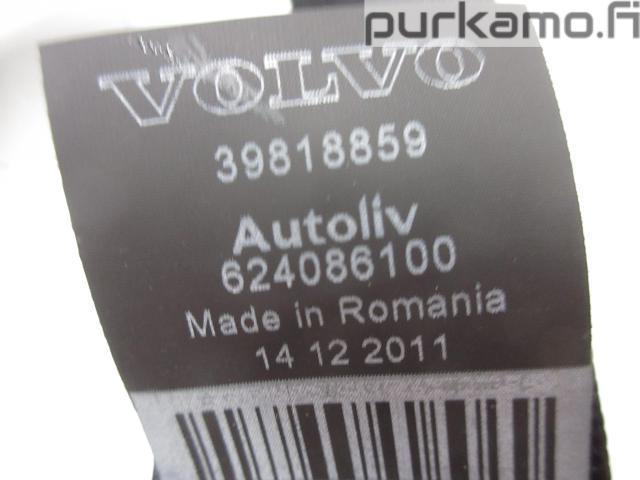 purkamo.fi
VOLVO
39818859
Autoliv
624086100
Made in Romania
14 12 2011